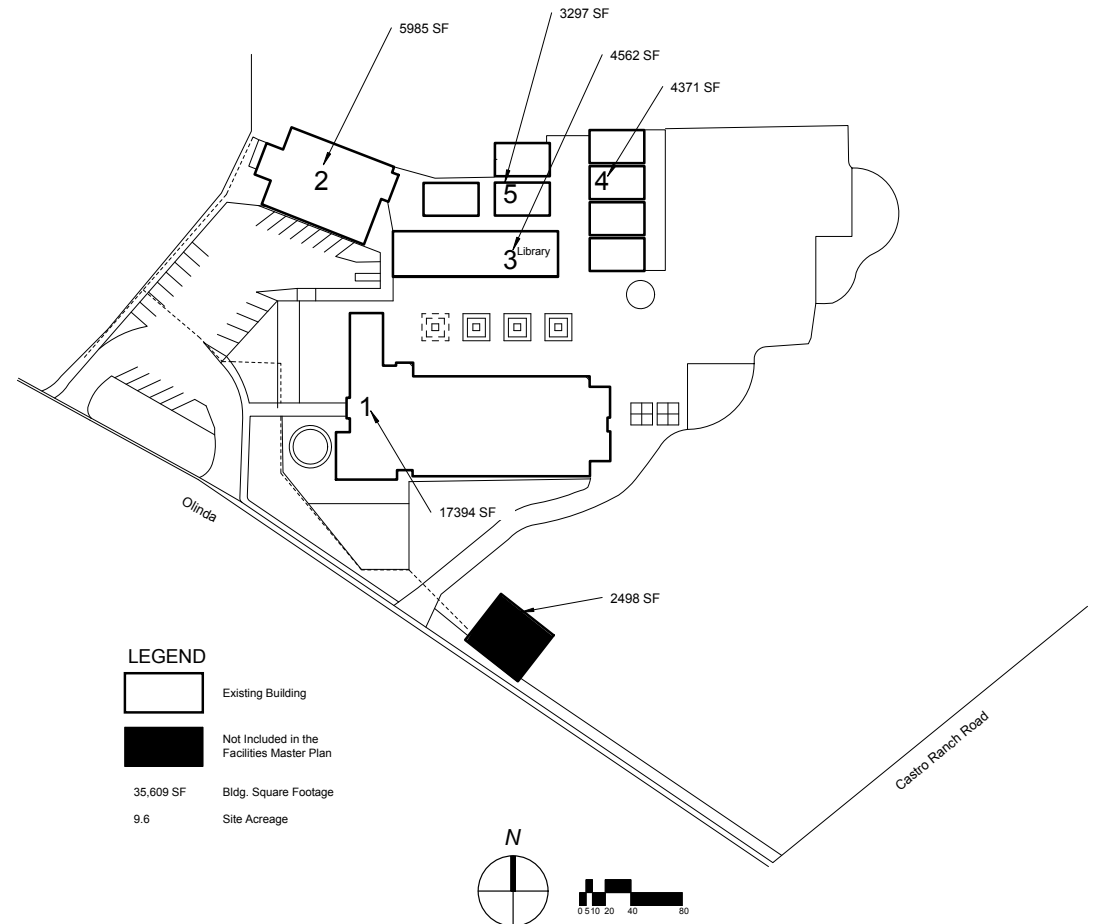 3297 SF
5985 SF
4562 SF
4371 SF
2
5
4
3 Library
1
17394 SF
Olinda
2498 SF
LEGEND
Existing Building
Not Included in the
Facilities Master Plan
35,609 SF Bldg. Square Footage
9.6 Site Acreage
Castro Ranch Road
N
0 5 10 20 40 80